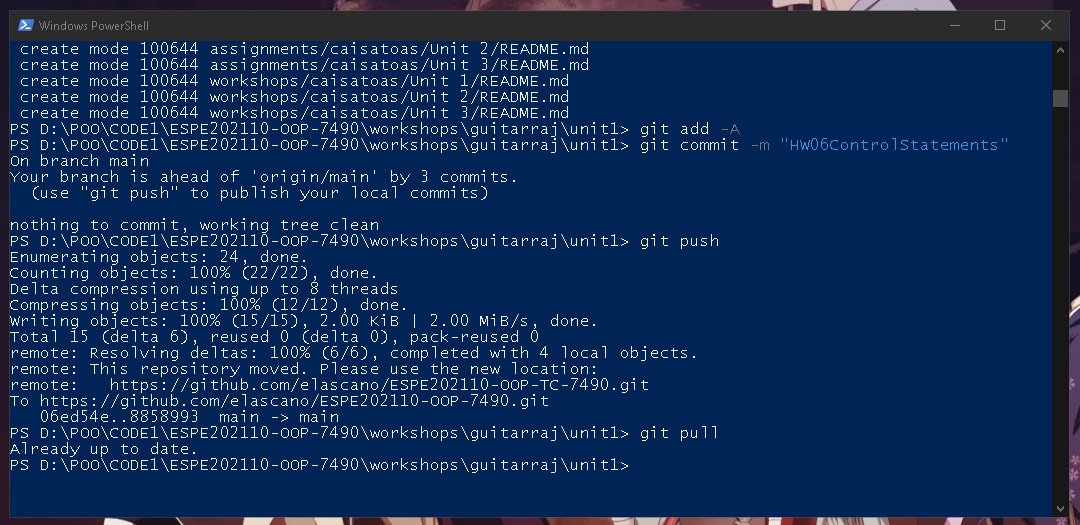 Windows PowerShell
create mode 100644 assignments/caisatoas/Unit 2/README.md
create mode 100644 assignments/caisatoas/Unit 3/README.md
create mode 100644 workshops/caisatoas/Unit 1/README.md
create mode 100644 workshops/caisatoas/Unit 2/README.md
create mode 100644 workshops/caisatoas/Unit 3/README.md
PS D:\POO\CODE1\ESPE202110-OOP-7490\workshops\guitarraj\unit1> git add -A
PS D:\POO\CODE1\ESPE202110-OOP-7490\workshops\guitarraj\unit1> git commit -m "HW06ControlStatements"
On branch main
Your branch is ahead of 'origin/main' by 3 commits.
(use "git push" to publish your local commits)
nothing to commit, working tree clean
PS D:\POO\CODE1\ESPE202110-OOP-7490\workshops\guitarraj\unit1> git push
Enumerating objects: 24, done.
Counting objects: 100% (22/22), done.
Delta compression using up to 8 threads
Compressing objects: 100% (12/12), done.
Writing objects: 100% (15/15), 2.00 KiB | 2.00 MiB/s, done.
Total 15 (delta 6), reused 0 (delta 0), pack-reused 0
remote: Resolving deltas: 100% (6/6), completed with 4 local objects.
remote: This repository moved. Please use the new location:
remote:   https://github.com/elascano/ESPE202110-OOP-TC-7490.git
To https://github.com/elascano/ESPE202110-OOP-7490.git
06ed54e..8858993  main -> main
PS D:\POO\CODE1\ESPE202110-OOP-7490\workshops\guitarraj\unit1> git pull
Already up to date.
PS D:\POO\CODE1\ESPE202110-OOP-7490\workshops\guitarraj\unit1>